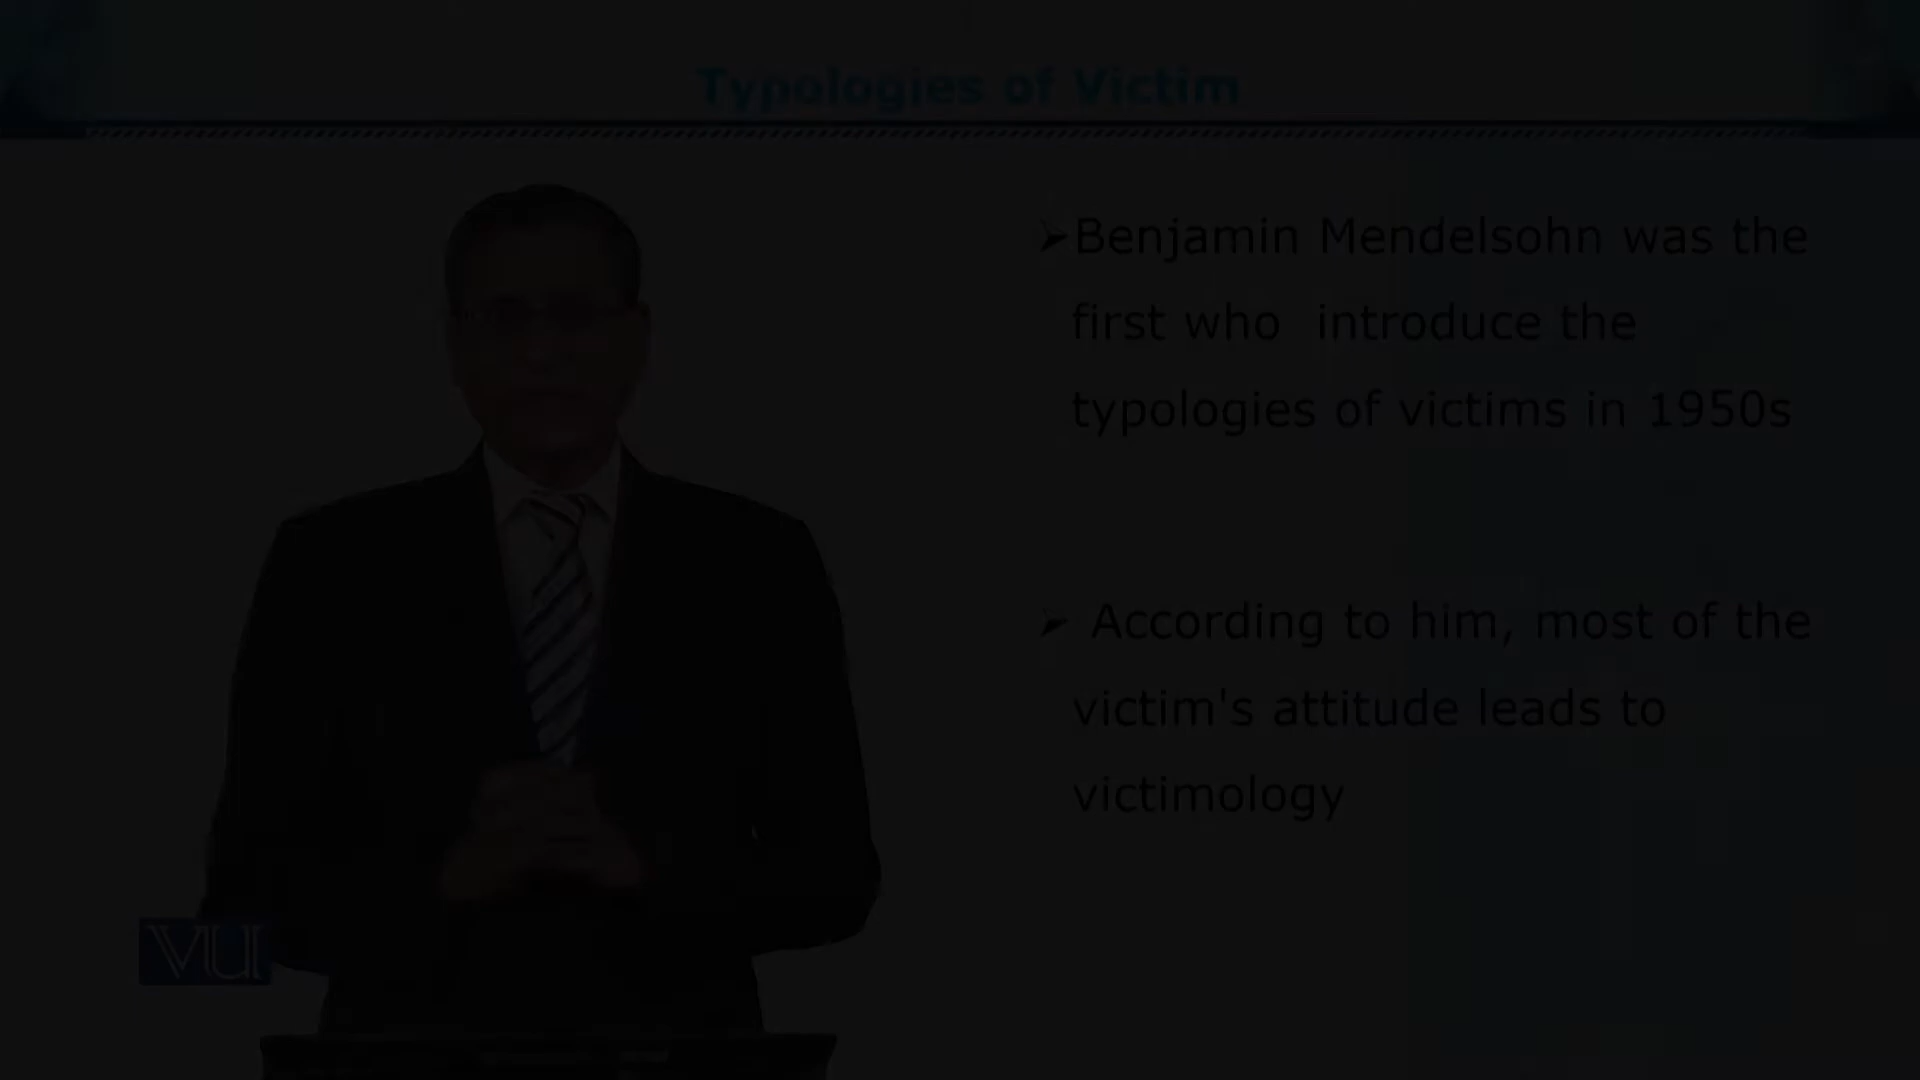 Typologies of Victim
➢Benjamin Mendelsohn was the
first who introduce the
typologies of victims in 1950s
➢ According to him, most of the
victim's attitude leads to
victimology
VU